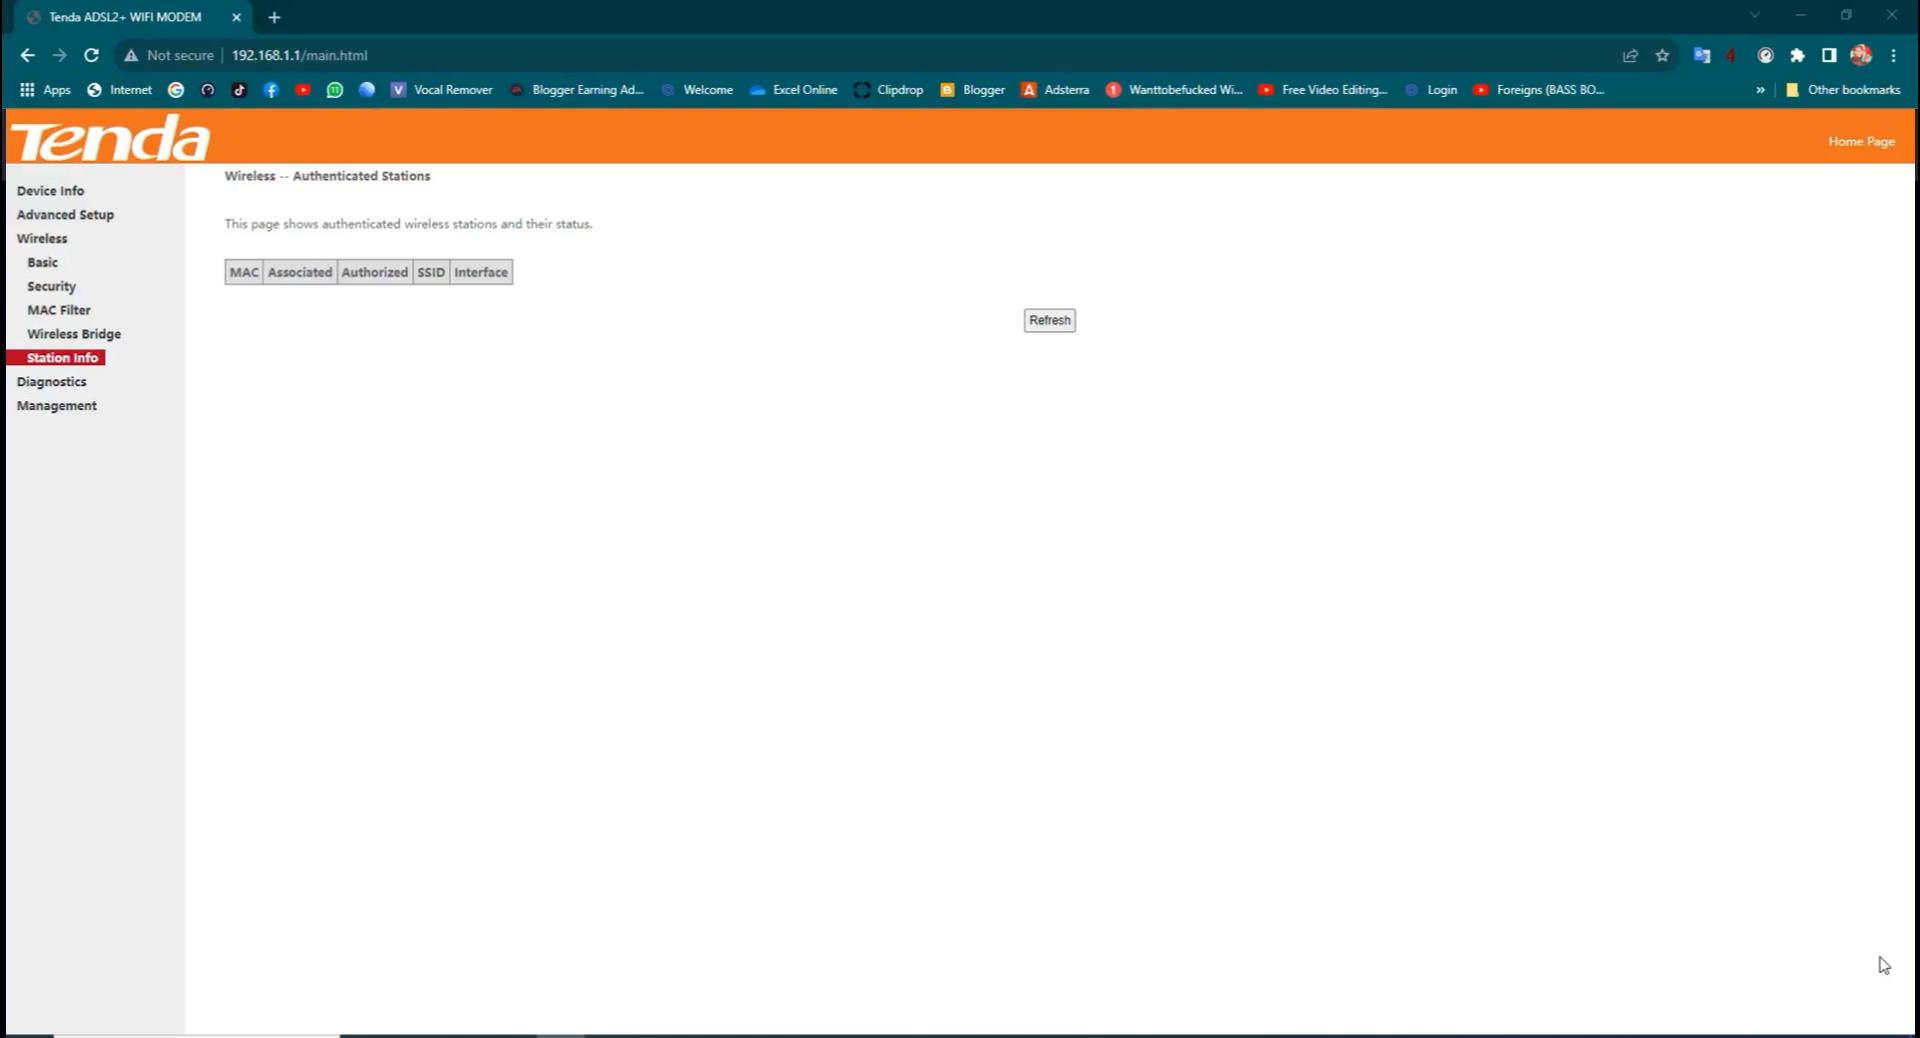 Tenda ADSL2+ WIFI MODEM
Not secure 192.168.1.1/main.html
Apps Internet Vocal Remover Blogger Earning Ad... Welcome Excel Online Clipdrop Blogger Adsterra Wanttobefucked Wi... Free Video Editing... Login Foreigns (BASS BO... » Other bookmarks
Tenda
Home Page
Device Info
Advanced Setup
Wireless
Basic
Security
MAC Filter
Wireless Bridge
Station Info
Diagnostics
Management
Wireless -- Authenticated Stations
This page shows authenticated wireless stations and their status.
MAC Associated Authorized SSID Interface
Refresh